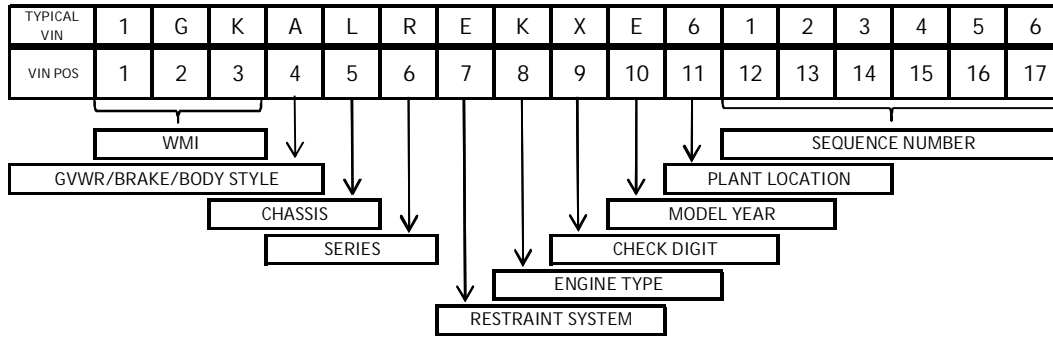 TYPICAL VIN 1 G K A L R E K X E 6 1 2 3 4 5 6
VIN POS 1 2 3 4 5 6 7 8 9 10 11 12 13 14 15 16 17
WMI SEQUENCE NUMBER
GVWR/BRAKE/BODY STYLE PLANT LOCATION
CHASSIS MODEL YEAR
SERIES CHECK DIGIT
ENGINE TYPE
RESTRAINT SYSTEM